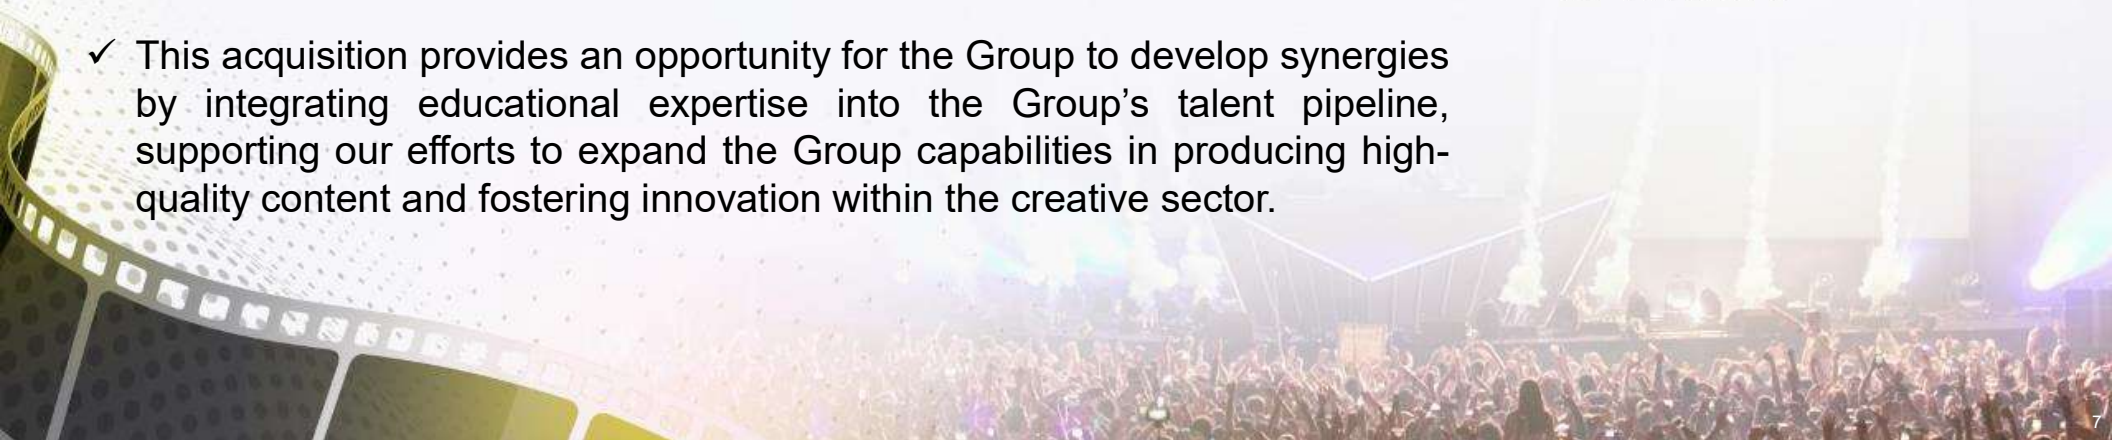 ✓ This acquisition provides an opportunity for the Group to develop synergies
by integrating educational expertise into the Group’s talent pipeline,
supporting our efforts to expand the Group capabilities in producing high-
quality content and fostering innovation within the creative sector.
7